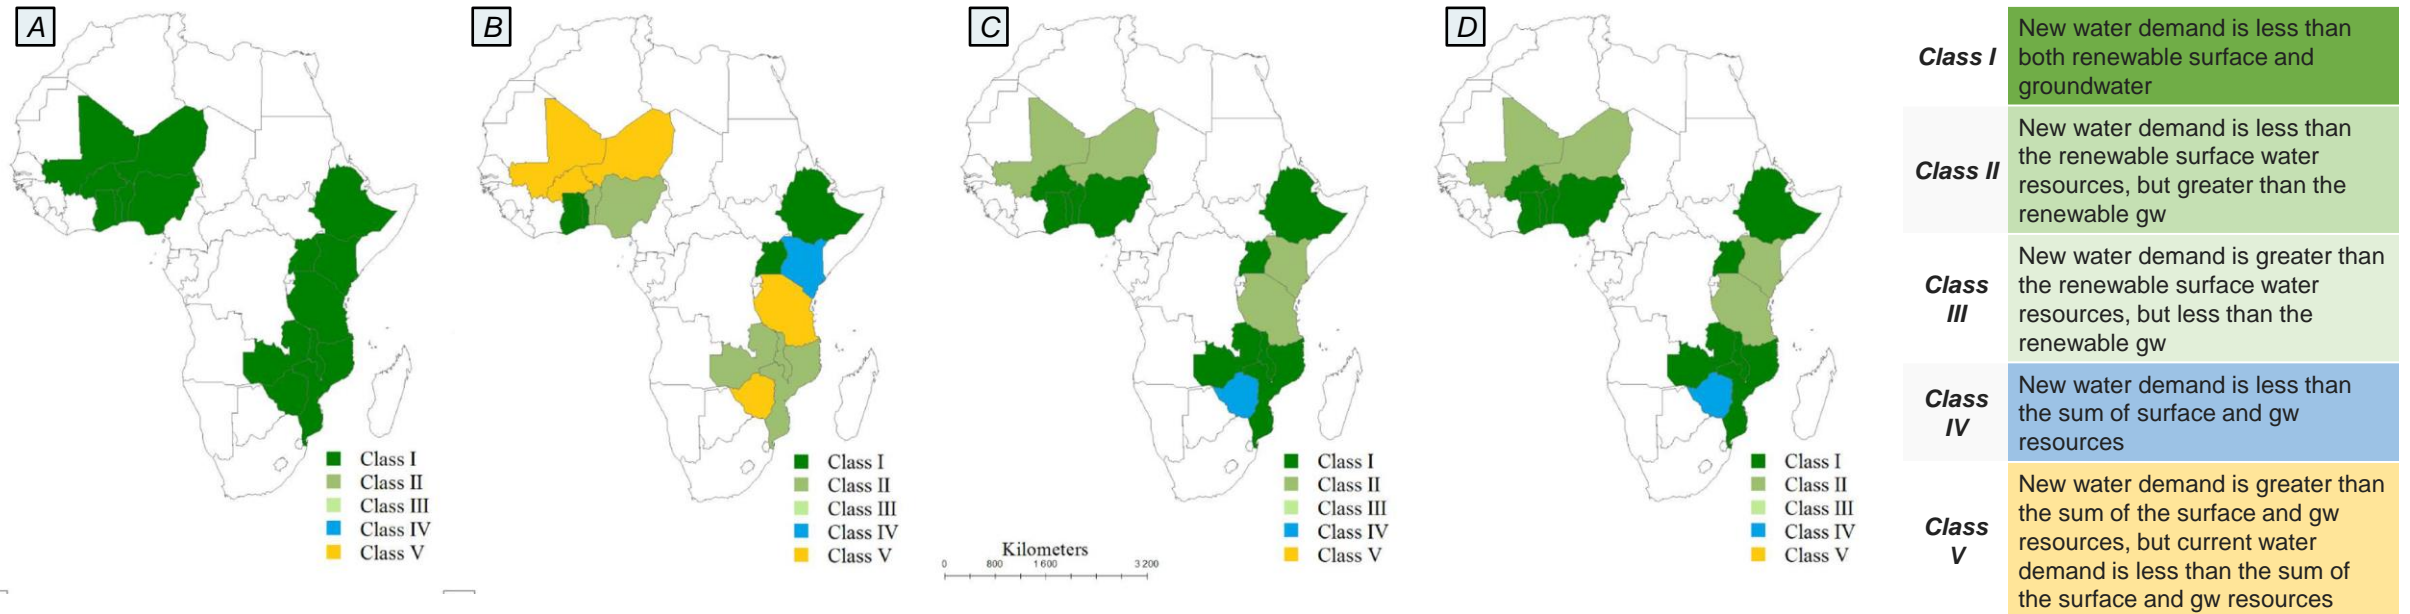 A
Class I
Class II
Class III
Class IV
Class V
B
Class I
Class II
Class III
Class IV
Class V
C
Class I
Class II
Class III
Class IV
Class V
Kilometers
0 800 1 600 3 200
D
Class I
Class II
Class III
Class IV
Class V
Class I
New water demand is less than
both renewable surface and
groundwater
Class II
New water demand is less than
the renewable surface water
resources, but greater than the
renewable gw
Class
III
New water demand is greater than
the renewable surface water
resources, but less than the
renewable gw
Class
IV
New water demand is less than
the sum of surface and gw
resources
Class
V
New water demand is greater than
the sum of the surface and gw
resources, but current water
demand is less than the sum of
the surface and gw resources